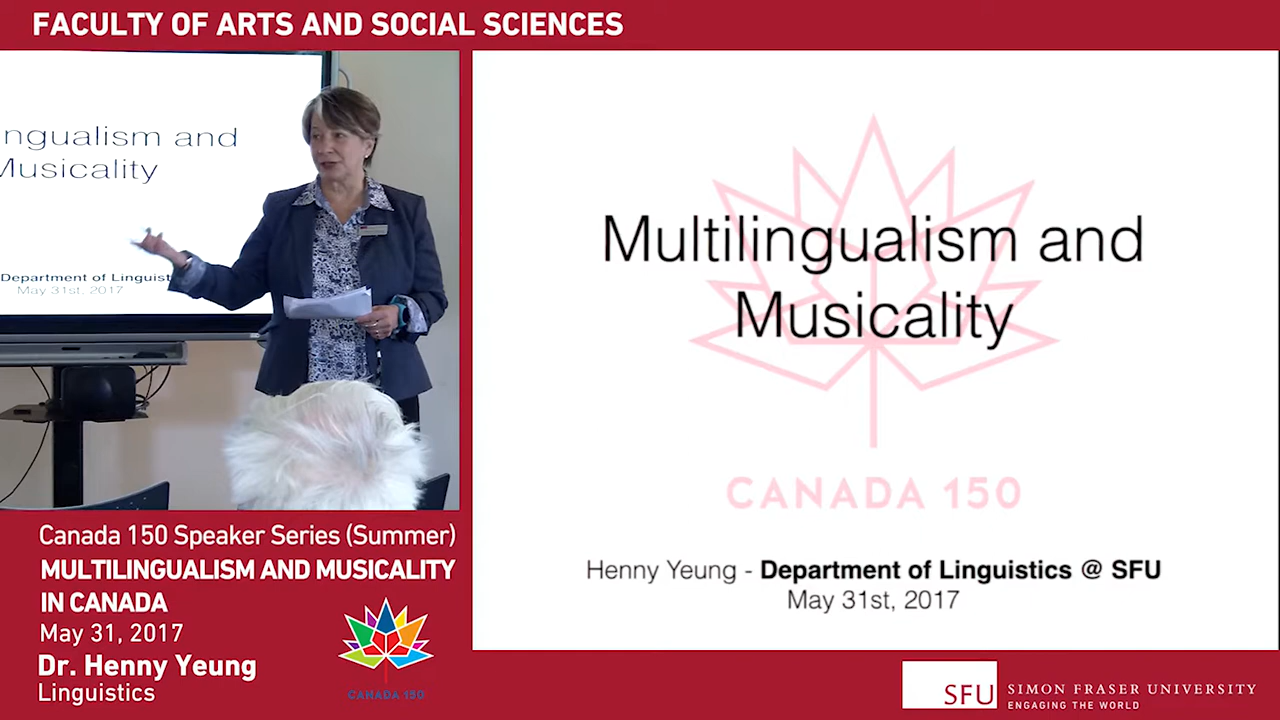 FACULTY OF ARTS AND SOCIAL SCIENCES
ngualism and
Musicality
Department of Linguist
May 31st, 2017
Multilingualism and
Musicality
CANADA 150
Henny Yeung - Department of Linguistics @ SFU
May 31st, 2017
Canada 150 Speaker Series (Summer)
MULTILINGUALISM AND MUSICALITY
IN CANADA
May 31, 2017
Dr. Henny Yeung
Linguistics
CANADA 150
SFU SIMON FRASER UNIVERSITY
ENGAGING THE WORLD